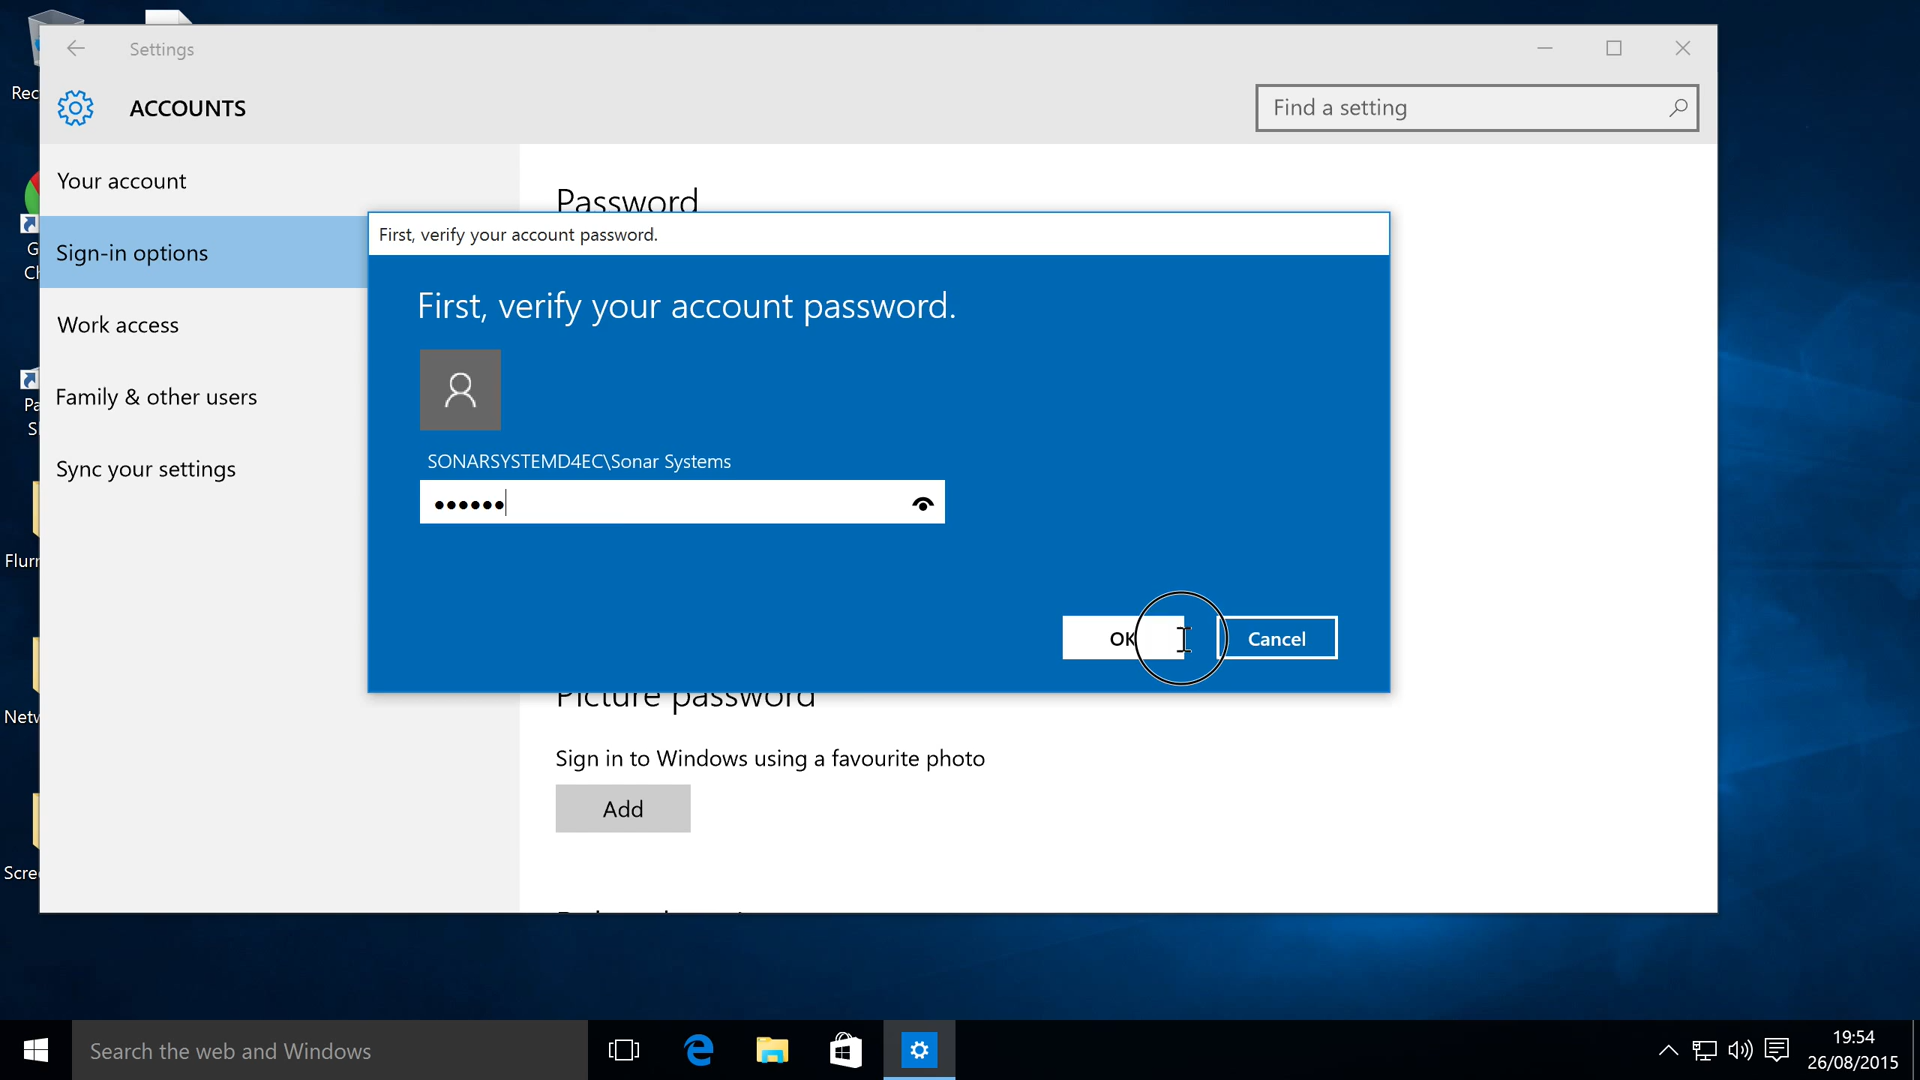 Settings
ACCOUNTS
Find a setting
Your account
Sign-in options
Work access
Family & other users
Sync your settings
Password
First, verify your account password.
First, verify your account password.
SONARSYSTEMD4EC\Sonar Systems
OK
Cancel
Picture password
Sign in to Windows using a favourite photo
Add
Search the web and Windows
19:54
26/08/2015